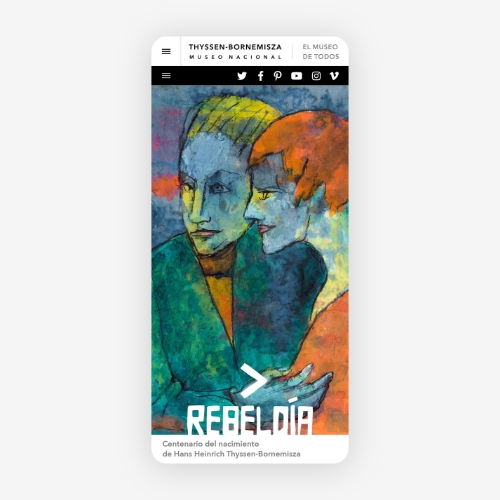 THYSSEN-BORNEMISZA
MUSEO NACIONAL
EL MUSEO
DE TODOS
> REBELDÍA
Centenario del nacimiento
de Hans Heinrich Thyssen-Bornemisza